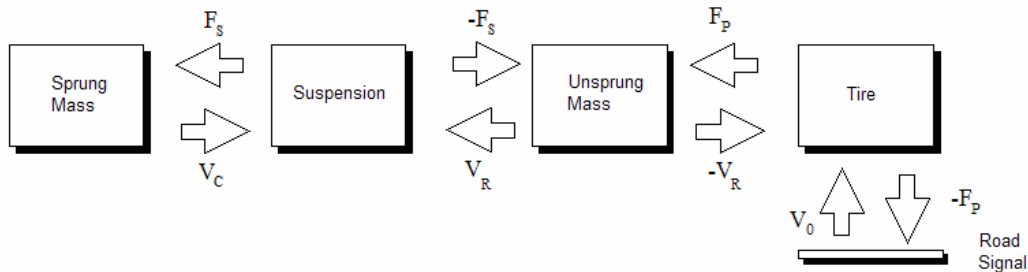 F_S
-F_S
F_P
Sprung
Mass
Suspension
Unsprung
Mass
Tire
V_C
V_R
-V_R
V_0
-F_P
Road
Signal